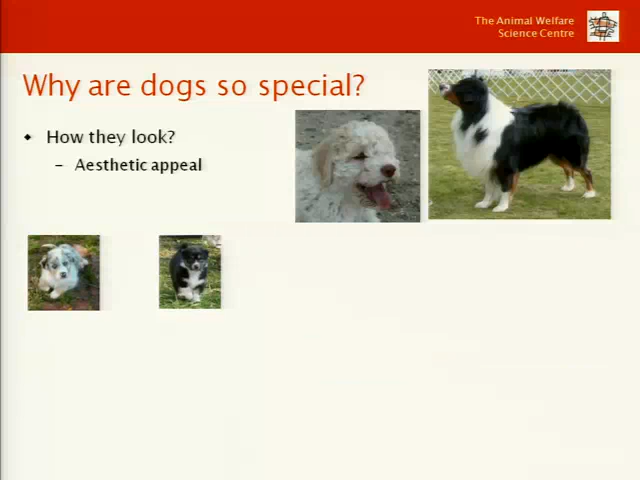 The Animal Welfare
Science Centre
Why are dogs so special?
How they look?
– Aesthetic appeal